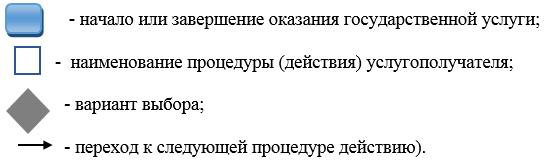 - начало или завершение оказания государственной услуги;
- наименование процедуры (действия) услугополучателя;
- вариант выбора;
- переход к следующей процедуре действию).